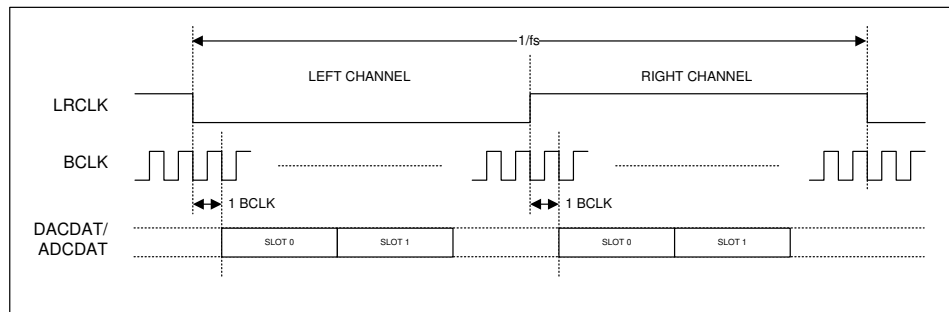 1/fs
LEFT CHANNEL
RIGHT CHANNEL
LRCLK
BCLK
1 BCLK
1 BCLK
DACDAT/
ADCDAT
SLOT 0
SLOT 1
SLOT 0
SLOT 1